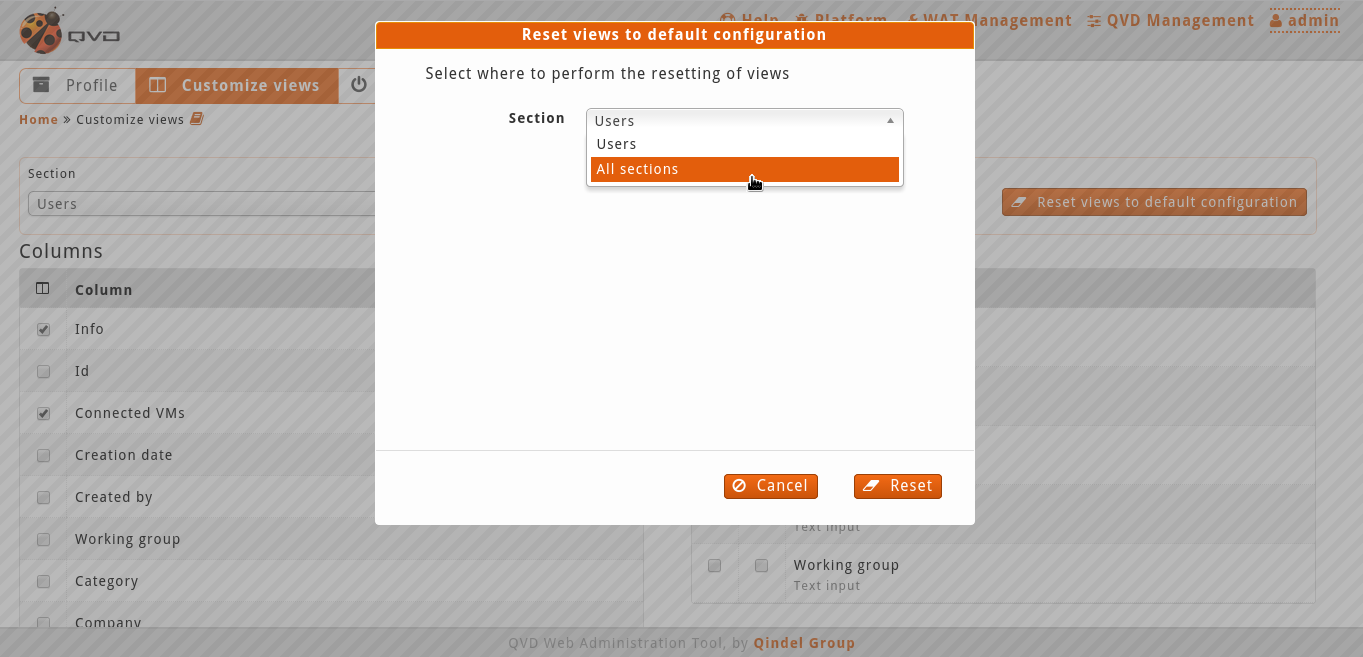 QVD
Help Platform WAT Management QVD Management admin
Reset views to default configuration
Profile Customize views
Home » Customize views
Select where to perform the resetting of views
Section Users
Users
All sections
Section
Users
Reset views to default configuration
Columns
Column
Info
Id
Connected VMs
Creation date
Created by
Working group
Category
Company
Cancel Reset
Text input
Working group
Text input
QVD Web Administration Tool, by Qindel Group